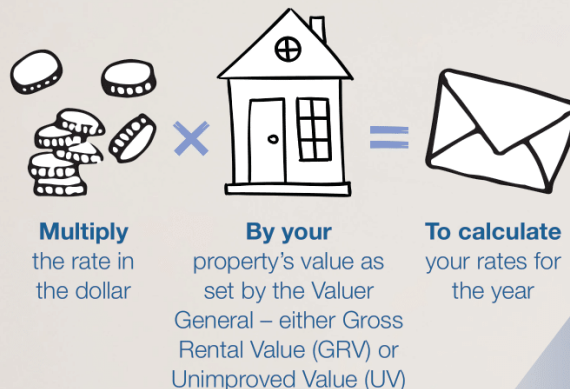 Multiply
the rate in
the dollar
By your
property's value as
set by the Valuer
General – either Gross
Rental Value (GRV) or
Unimproved Value (UV)
To calculate
your rates for
the year